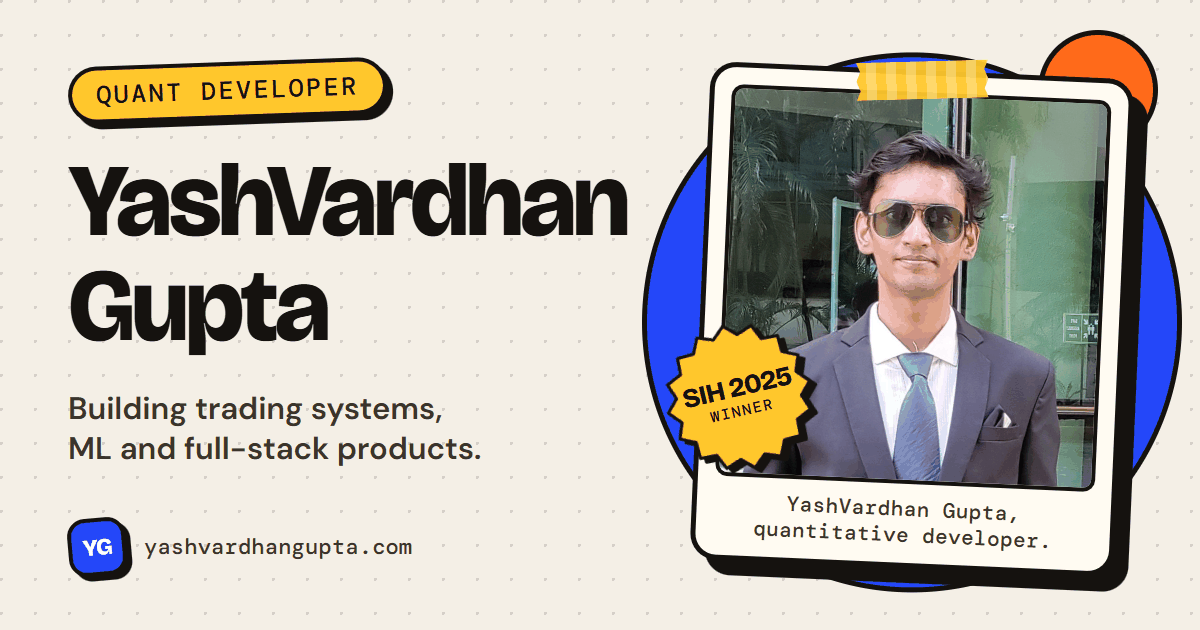 QUANT DEVELOPER
YashVardhan
Gupta
Building trading systems,
ML and full-stack products.
YG
yashvardhangupta.com
SIH 2025
WINNER
YashVardhan Gupta,
quantitative developer.